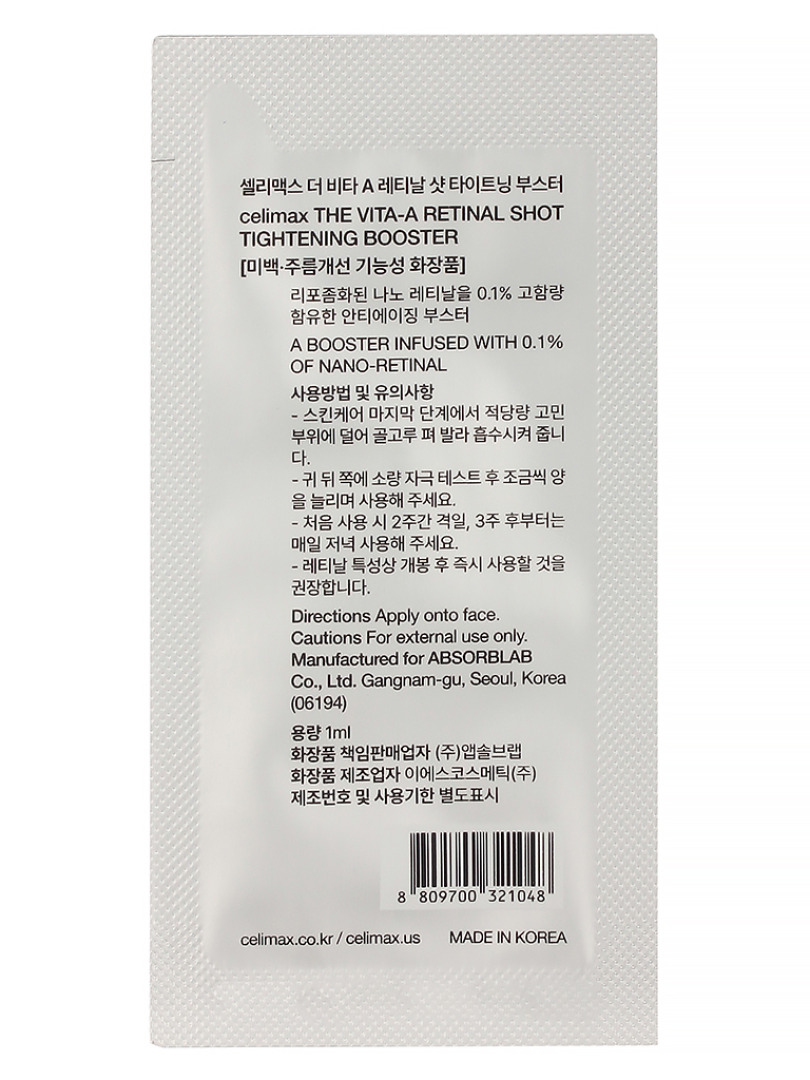 셀리맥스 더 비타 A 레티날 샷 타이트닝 부스터
celimax THE VITA-A RETINAL SHOT
TIGHTENING BOOSTER
[미백·주름개선 기능성 화장품]
리포좀화된 나노 레티날을 0.1% 고함량
함유한 안티에이징 부스터
A BOOSTER INFUSED WITH 0.1%
OF NANO-RETINAL
사용방법 및 유의사항
- 스킨케어 마지막 단계에서 적당량 고민
부위에 덜어 골고루 펴 발라 흡수시켜 줍니
다.
- 귀 뒤 쪽에 소량 자극 테스트 후 조금씩 양
을 늘리며 사용해 주세요.
- 처음 사용 시 2주간 격일, 3주 후부터는
매일 저녁 사용해 주세요.
- 레티날 특성상 개봉 후 즉시 사용할 것을
권장합니다.
Directions Apply onto face.
Cautions For external use only.
Manufactured for ABSORBLAB
Co., Ltd. Gangnam-gu, Seoul, Korea
(06194)
용량 1ml
화장품 책임판매업자 (주)앱솔브랩
화장품 제조업자 이에스코스메틱(주)
제조번호 및 사용기한 별도표시
8 809700 321048
celimax.co.kr / celimax.us MADE IN KOREA